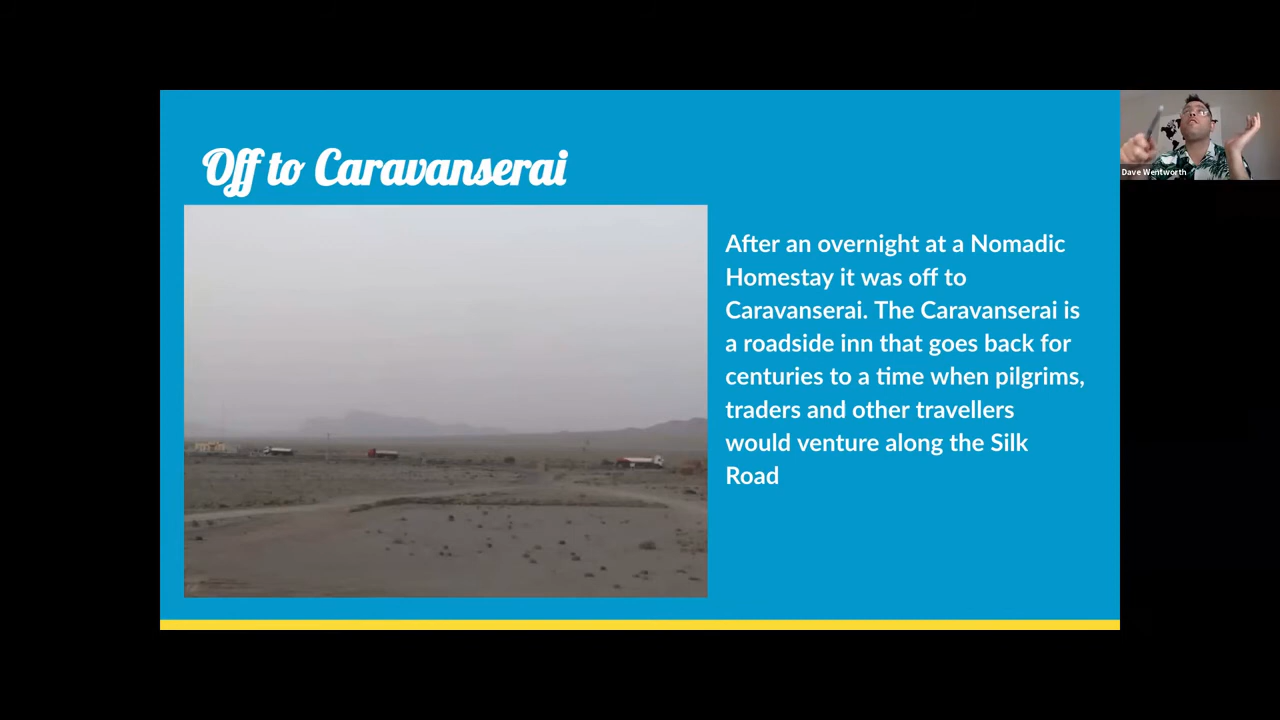 Off to Caravanserai
After an overnight at a Nomadic
Homestay it was off to
Caravanserai. The Caravanserai is
a roadside inn that goes back for
centuries to a time when pilgrims,
traders and other travellers
would venture along the Silk
Road
Dave Wentworth